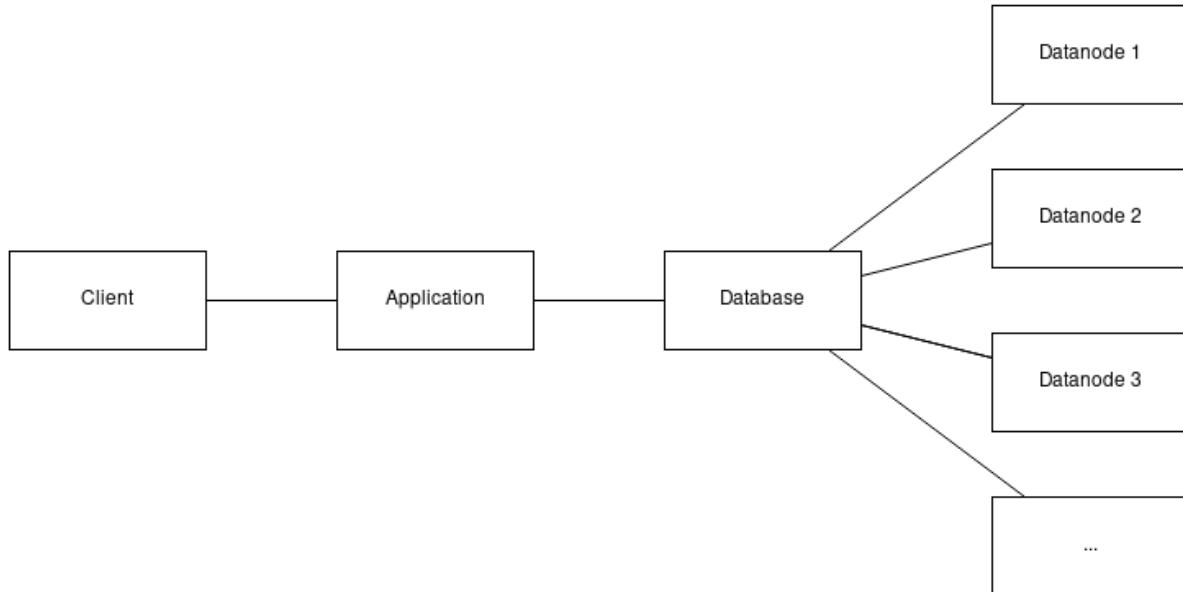 Datanode 1
Datanode 2
Client
Application
Database
Datanode 3
...